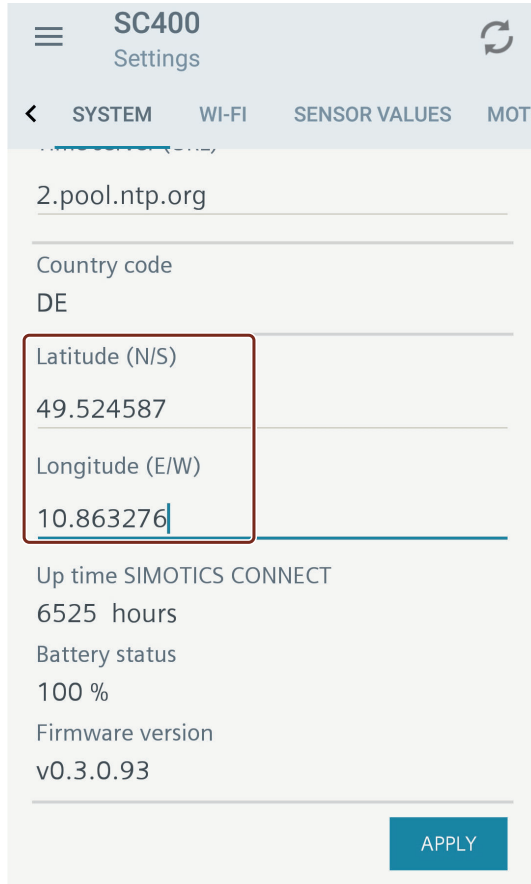 SC400
Settings
SYSTEM WI-FI SENSOR VALUES MOT
2.pool.ntp.org
Country code
DE
Latitude (N/S)
49.524587
Longitude (E/W)
10.863276
Up time SIMOTICS CONNECT
6525 hours
Battery status
100 %
Firmware version
v0.3.0.93
APPLY